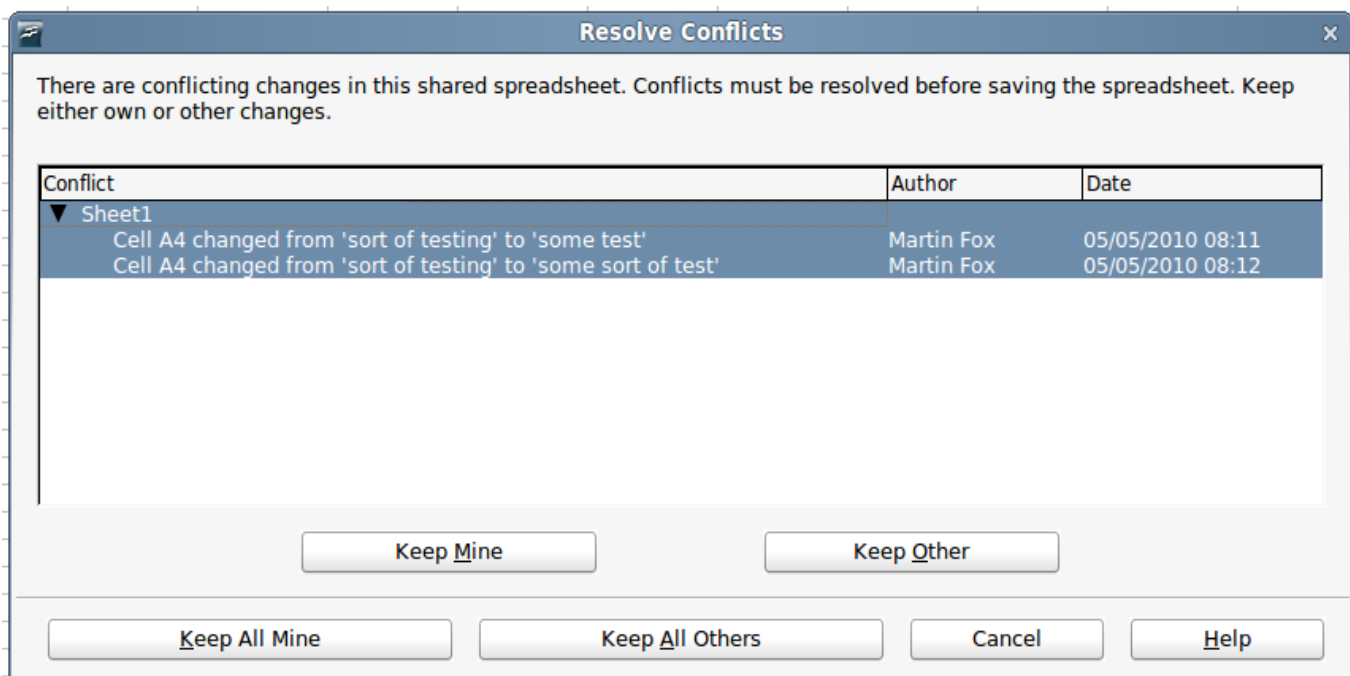 Resolve Conflicts
There are conflicting changes in this shared spreadsheet. Conflicts must be resolved before saving the spreadsheet. Keep
either own or other changes.
Conflict Author Date
Sheet1
Cell A4 changed from 'sort of testing' to 'some test' Martin Fox 05/05/2010 08:11
Cell A4 changed from 'sort of testing' to 'some sort of test' Martin Fox 05/05/2010 08:12
Keep Mine Keep Other
Keep All Mine Keep All Others Cancel Help